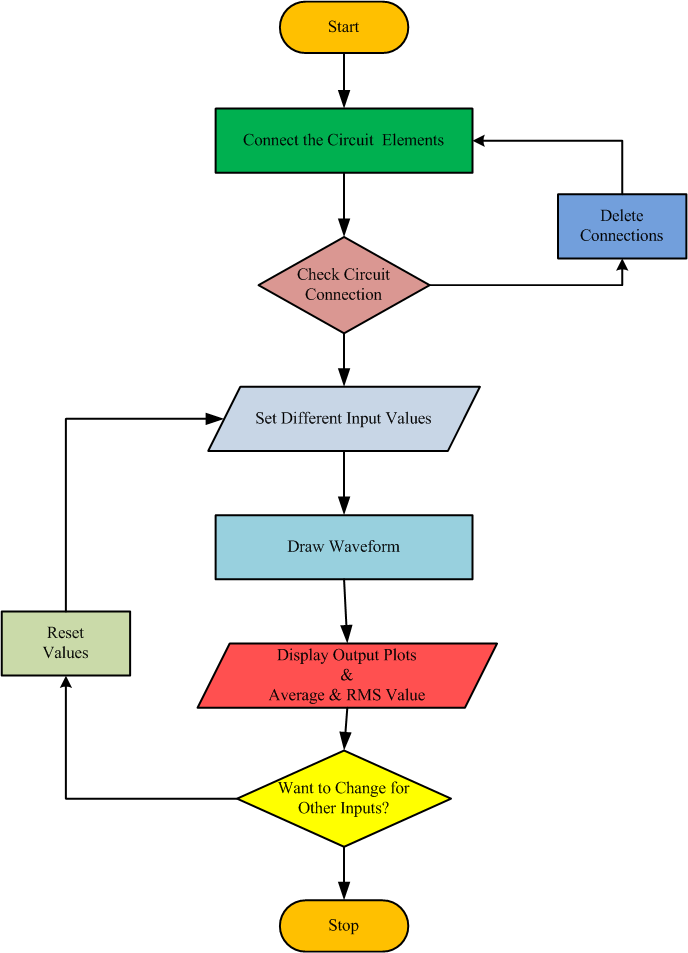 Start
Connect the Circuit Elements
Delete
Connections
Check Circuit
Connection
Set Different Input Values
Draw Waveform
Reset
Values
Display Output Plots
&
Average & RMS Value
Want to Change for
Other Inputs?
Stop